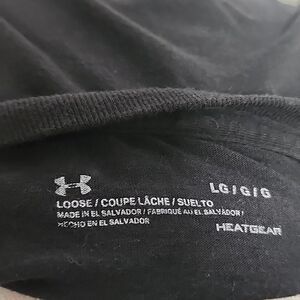 LG / G / G
LOOSE / COUPE LÂCHE / SUELTO
MADE IN EL SALVADOR / FABRIQUÉ AU EL SALVADOR /
HECHO EN EL SALVADOR
HEATGEAR